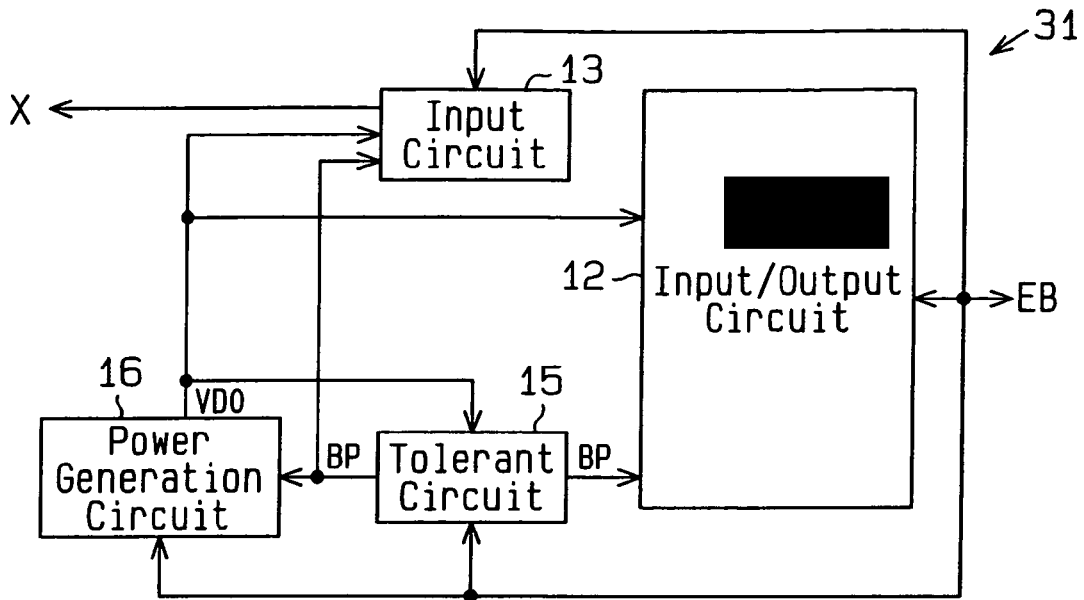 31
13
X
Input
Circuit
12
Input/Output
Circuit
EB
16
VDO
15
Power
Generation
Circuit
BP
Tolerant
Circuit
BP